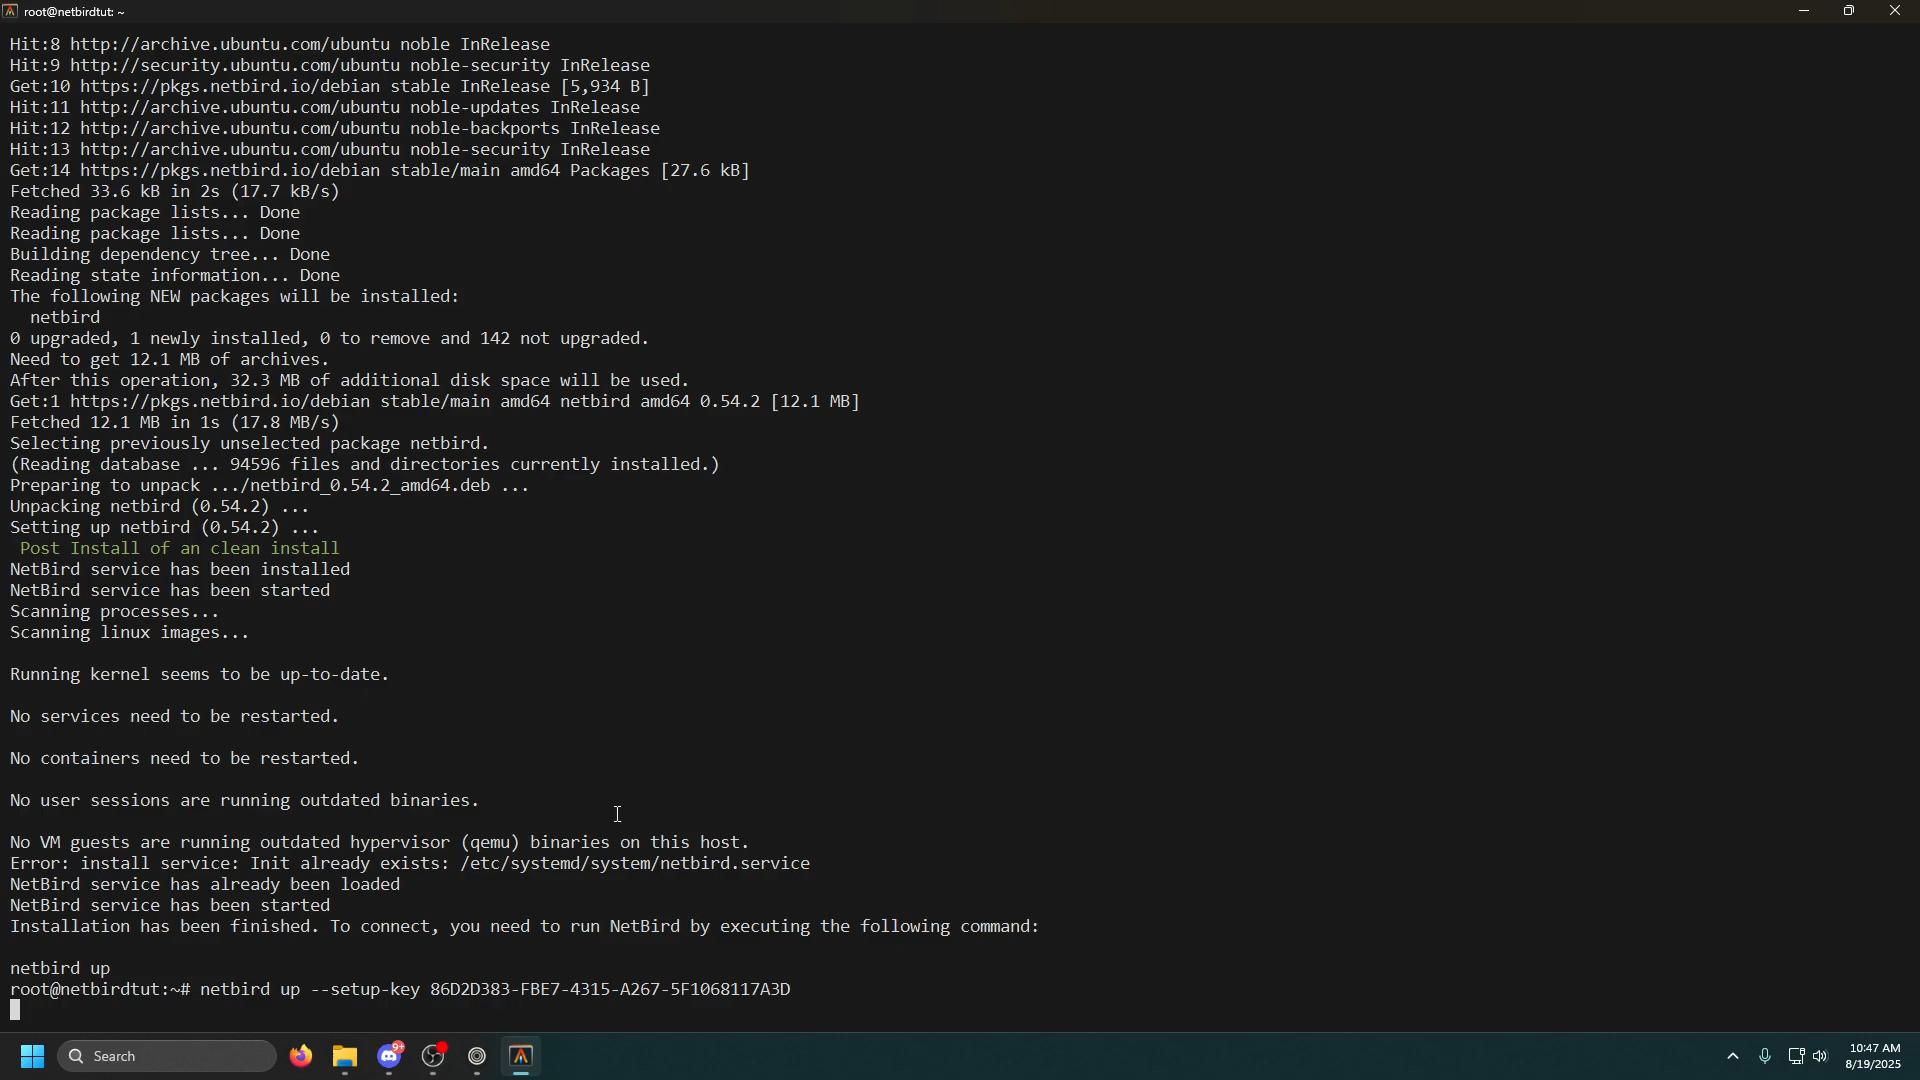 root@netbirdtut: ~
Hit:8 http://archive.ubuntu.com/ubuntu noble InRelease
Hit:9 http://security.ubuntu.com/ubuntu noble-security InRelease
Get:10 https://pkgs.netbird.io/debian stable InRelease [5,934 B]
Hit:11 http://archive.ubuntu.com/ubuntu noble-updates InRelease
Hit:12 http://archive.ubuntu.com/ubuntu noble-backports InRelease
Hit:13 http://archive.ubuntu.com/ubuntu noble-security InRelease
Get:14 https://pkgs.netbird.io/debian stable/main amd64 Packages [27.6 kB]
Fetched 33.6 kB in 2s (17.7 kB/s)
Reading package lists... Done
Reading package lists... Done
Building dependency tree... Done
Reading state information... Done
The following NEW packages will be installed:
  netbird
0 upgraded, 1 newly installed, 0 to remove and 142 not upgraded.
Need to get 12.1 MB of archives.
After this operation, 32.3 MB of additional disk space will be used.
Get:1 https://pkgs.netbird.io/debian stable/main amd64 netbird amd64 0.54.2 [12.1 MB]
Fetched 12.1 MB in 1s (17.8 MB/s)
Selecting previously unselected package netbird.
(Reading database ... 94596 files and directories currently installed.)
Preparing to unpack .../netbird_0.54.2_amd64.deb ...
Unpacking netbird (0.54.2) ...
Setting up netbird (0.54.2) ...
 Post Install of an clean install
NetBird service has been installed
NetBird service has been started
Scanning processes...
Scanning linux images...
Running kernel seems to be up-to-date.
No services need to be restarted.
No containers need to be restarted.
No user sessions are running outdated binaries.
No VM guests are running outdated hypervisor (qemu) binaries on this host.
Error: install service: Init already exists: /etc/systemd/system/netbird.service
NetBird service has already been loaded
NetBird service has been started
Installation has been finished. To connect, you need to run NetBird by executing the following command:
netbird up
root@netbirdtut:~# netbird up --setup-key 86D2D383-FBE7-4315-A267-5F1068117A3D
Search
9+
10:47 AM
8/19/2025